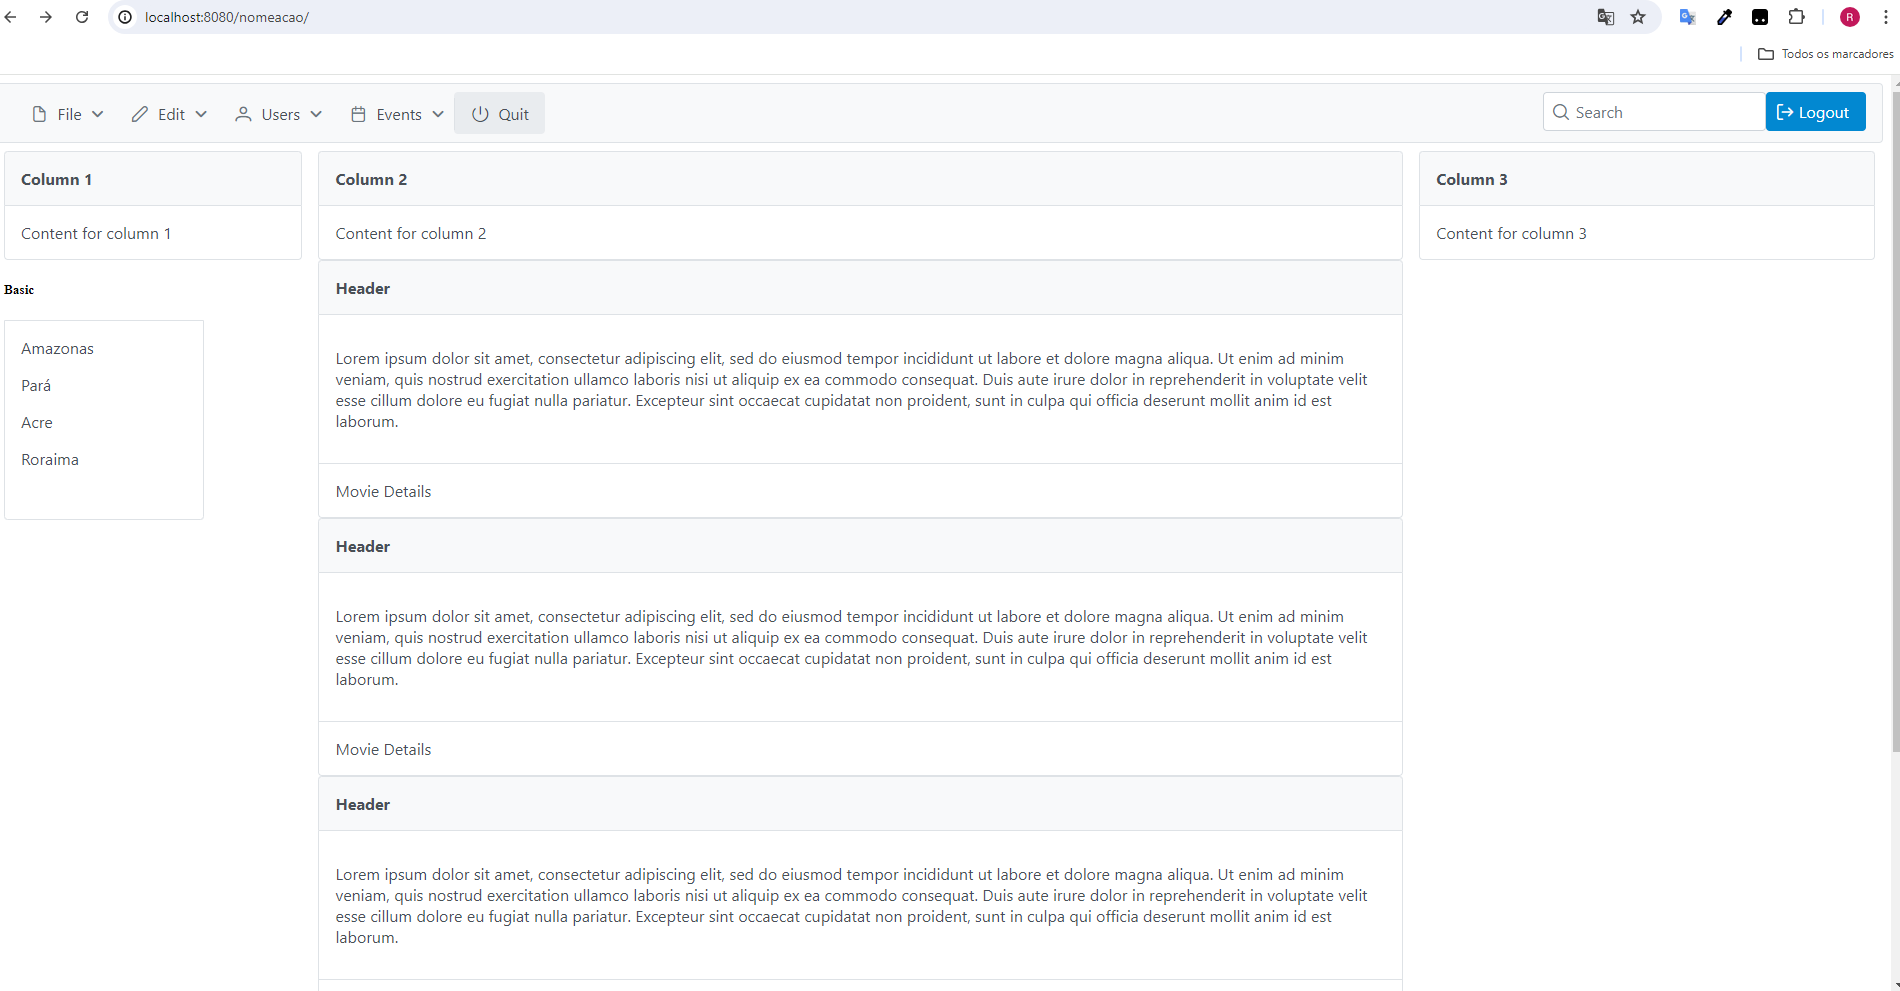 localhost:8080/nomeacao/
R
Todos os marcadores
File Edit Users Events Quit Search Logout
Column 1
Content for column 1
Basic
Amazonas
Pará
Acre
Roraima
Column 2
Content for column 2
Header
Lorem ipsum dolor sit amet, consectetur adipiscing elit, sed do eiusmod tempor incididunt ut labore et dolore magna aliqua. Ut enim ad minim
veniam, quis nostrud exercitation ullamco laboris nisi ut aliquip ex ea commodo consequat. Duis aute irure dolor in reprehenderit in voluptate velit
esse cillum dolore eu fugiat nulla pariatur. Excepteur sint occaecat cupidatat non proident, sunt in culpa qui officia deserunt mollit anim id est
laborum.
Movie Details
Header
Lorem ipsum dolor sit amet, consectetur adipiscing elit, sed do eiusmod tempor incididunt ut labore et dolore magna aliqua. Ut enim ad minim
veniam, quis nostrud exercitation ullamco laboris nisi ut aliquip ex ea commodo consequat. Duis aute irure dolor in reprehenderit in voluptate velit
esse cillum dolore eu fugiat nulla pariatur. Excepteur sint occaecat cupidatat non proident, sunt in culpa qui officia deserunt mollit anim id est
laborum.
Movie Details
Header
Lorem ipsum dolor sit amet, consectetur adipiscing elit, sed do eiusmod tempor incididunt ut labore et dolore magna aliqua. Ut enim ad minim
veniam, quis nostrud exercitation ullamco laboris nisi ut aliquip ex ea commodo consequat. Duis aute irure dolor in reprehenderit in voluptate velit
esse cillum dolore eu fugiat nulla pariatur. Excepteur sint occaecat cupidatat non proident, sunt in culpa qui officia deserunt mollit anim id est
laborum.
Column 3
Content for column 3